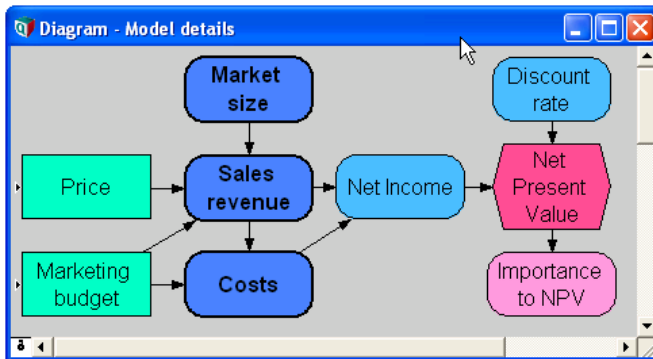 Diagram - Model details
Market
size
Discount
rate
Price
Sales
revenue
Net Income
Net
Present
Value
Marketing
budget
Costs
Importance
to NPV